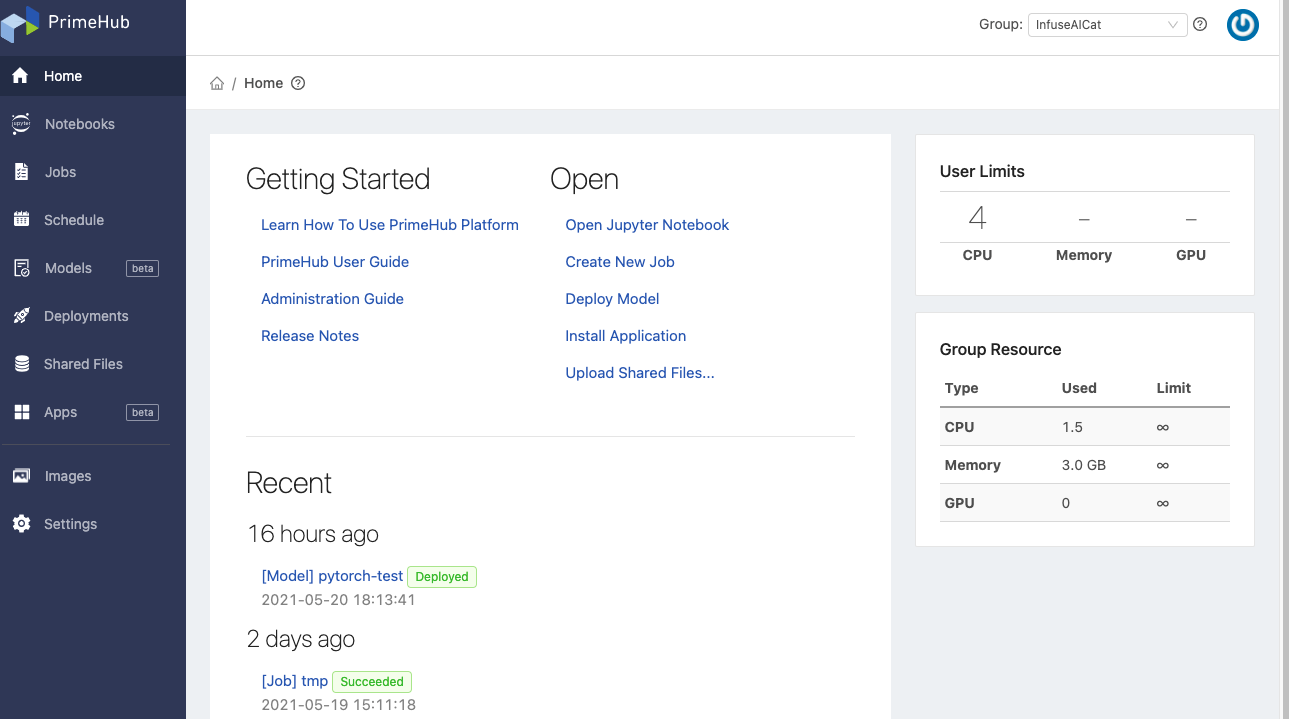 PrimeHub
Group: InfuseAICat
Home
Jupyter Notebooks
Jobs
Schedule
Models beta
Deployments
Shared Files
Apps beta
Images
Settings
/ Home
Getting Started
Learn How To Use PrimeHub Platform
PrimeHub User Guide
Administration Guide
Release Notes
Open
Open Jupyter Notebook
Create New Job
Deploy Model
Install Application
Upload Shared Files...
Recent
16 hours ago
[Model] pytorch-test Deployed
2021-05-20 18:13:41
2 days ago
[Job] tmp Succeeded
2021-05-19 15:11:18
User Limits
4 – –
CPU Memory GPU
Group Resource
Type Used Limit
CPU 1.5 ∞
Memory 3.0 GB ∞
GPU 0 ∞